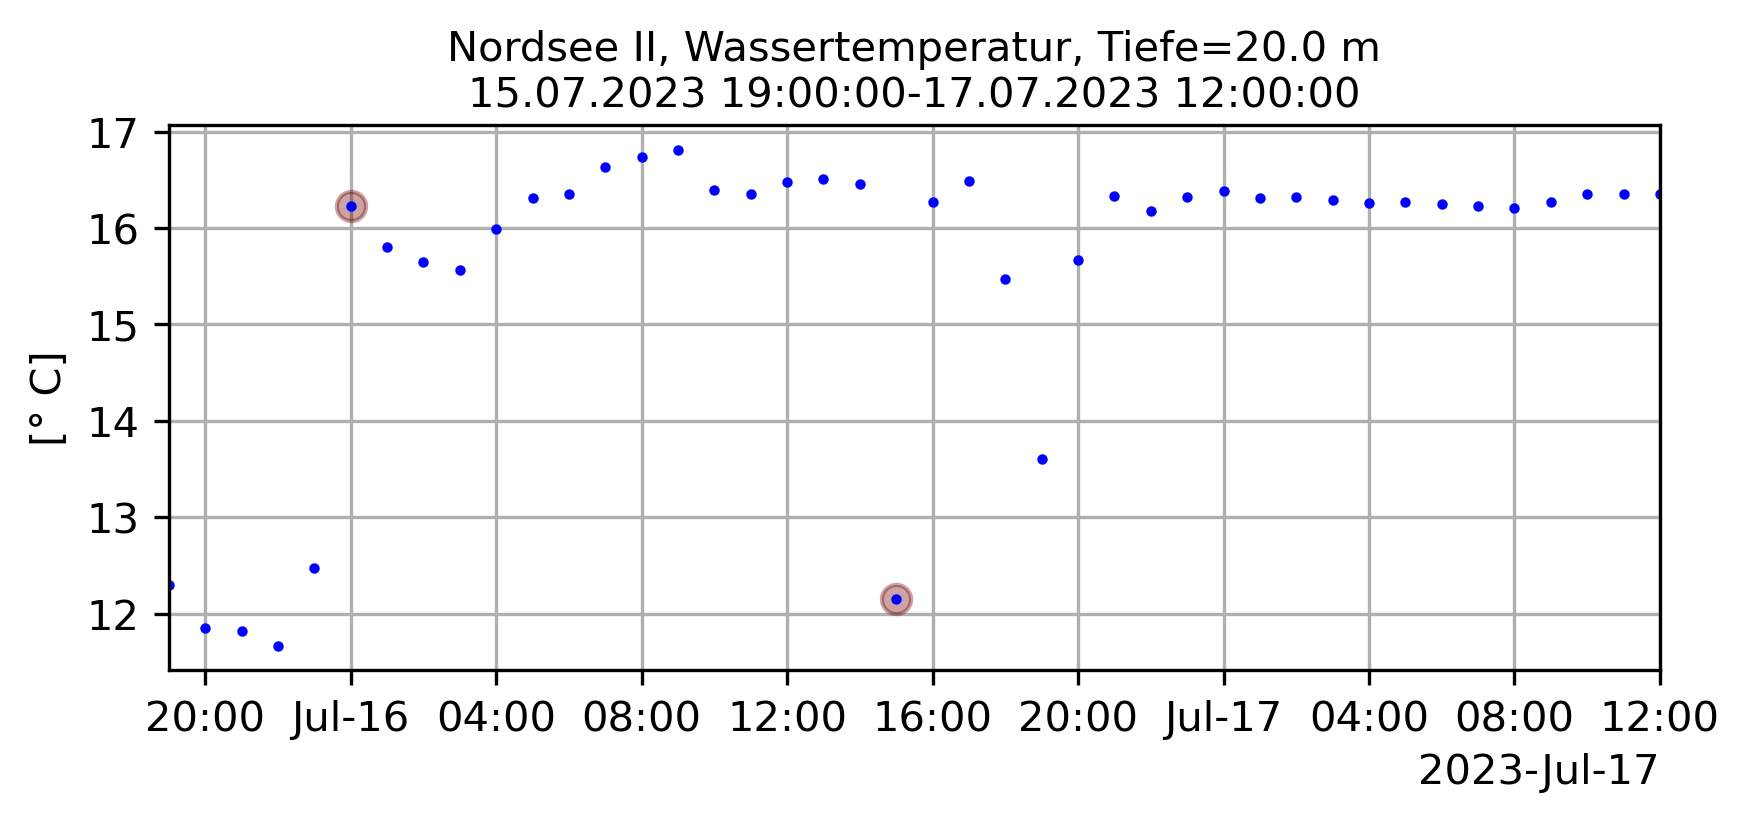 Nordsee II, Wassertemperatur, Tiefe=20.0 m
15.07.2023 19:00:00-17.07.2023 12:00:00
17
16
15
14
13
12
[° C]
20:00 Jul-16 04:00 08:00 12:00 16:00 20:00 Jul-17 04:00 08:00 12:00
2023-Jul-17